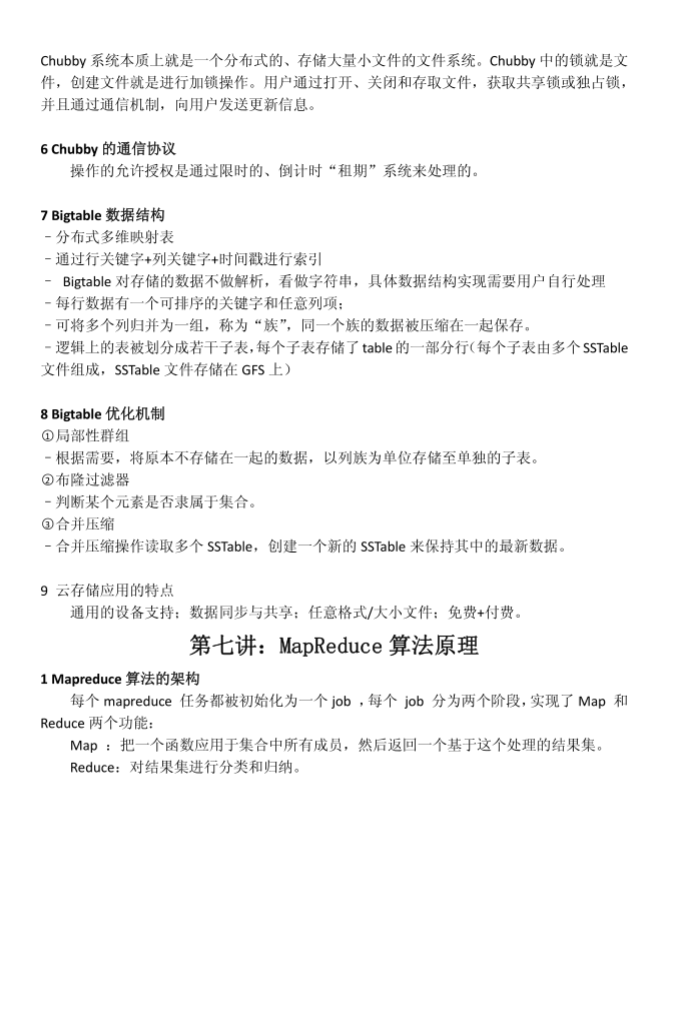 Chubby 系统本质上就是一个分布式的、存储大量小文件的文件系统。Chubby 中的锁就是文
件，创建文件就是进行加锁操作。用户通过打开、关闭和存取文件，获取共享锁或独占锁，
并且通过通信机制，向用户发送更新信息。
6 Chubby 的通信协议
操作的允许授权是通过限时的、倒计时“租期”系统来处理的。
7 Bigtable 数据结构
–分布式多维映射表
–通过行关键字+列关键字+时间戳进行索引
– Bigtable 对存储的数据不做解析，看做字符串，具体数据结构实现需要用户自行处理
–每行数据有一个可排序的关键字和任意列项；
–可将多个列归并为一组，称为“族”，同一个族的数据被压缩在一起保存。
–逻辑上的表被划分成若干子表，每个子表存储了 table 的一部分行（每个子表由多个 SSTable
文件组成，SSTable 文件存储在 GFS 上）
8 Bigtable 优化机制
①局部性群组
–根据需要，将原本不存储在一起的数据，以列族为单位存储至单独的子表。
②布隆过滤器
–判断某个元素是否隶属于集合。
③合并压缩
–合并压缩操作读取多个 SSTable，创建一个新的 SSTable 来保持其中的最新数据。
9 云存储应用的特点
通用的设备支持；数据同步与共享；任意格式/大小文件；免费+付费。
第七讲：MapReduce 算法原理
1 Mapreduce 算法的架构
每个 mapreduce 任务都被初始化为一个 job ，每个 job 分为两个阶段，实现了 Map 和
Reduce 两个功能：
Map ：把一个函数应用于集合中所有成员，然后返回一个基于这个处理的结果集。
Reduce：对结果集进行分类和归纳。